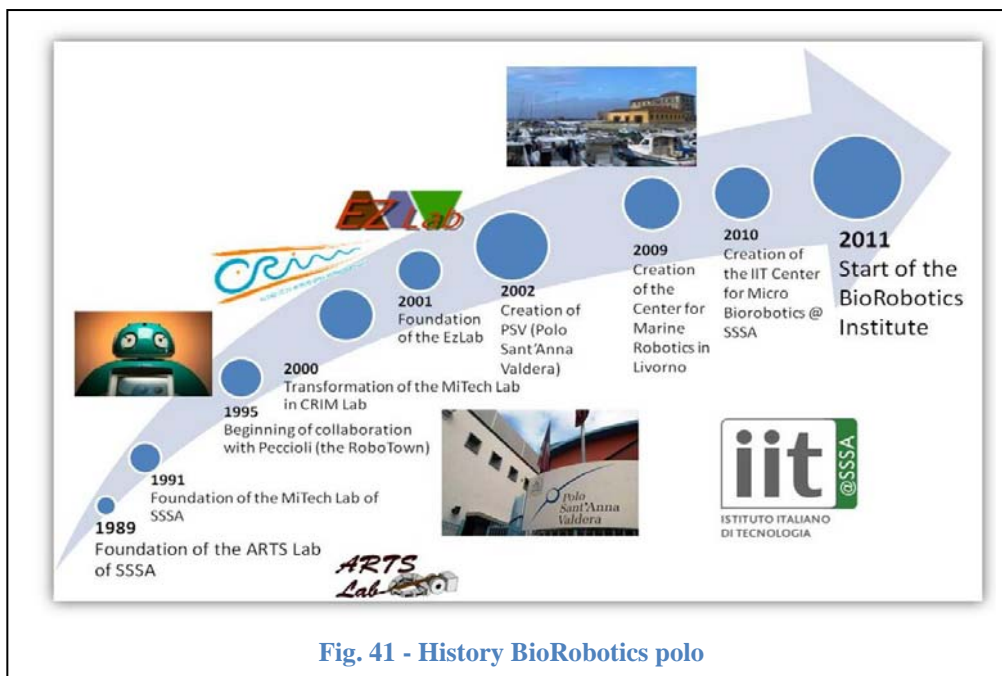 EZ Lab
CRim
1989
Foundation of the ARTS Lab
of SSSA
1991
Foundation of the MiTech Lab of
SSSA
1995
Beginning of collaboration
with Peccioli (the RoboTown)
2000
Transformation of the MiTech Lab
in CRIM Lab
2001
Foundation
of the EzLab
2002
Creation of
PSV (Polo
Sant'Anna
Valdera)
2009
Creation
of the
Center for
Marine
Robotics in
Livorno
2010
Creation of
the IIT Center
for Micro
Biorobotics @
SSSA
2011
Start of the
BioRobotics
Institute
Polo
Sant'Anna
Valdera
iit
@SSSA
ISTITUTO ITALIANO
DI TECNOLOGIA
ARTS
Lab
Fig. 41 - History BioRobotics polo